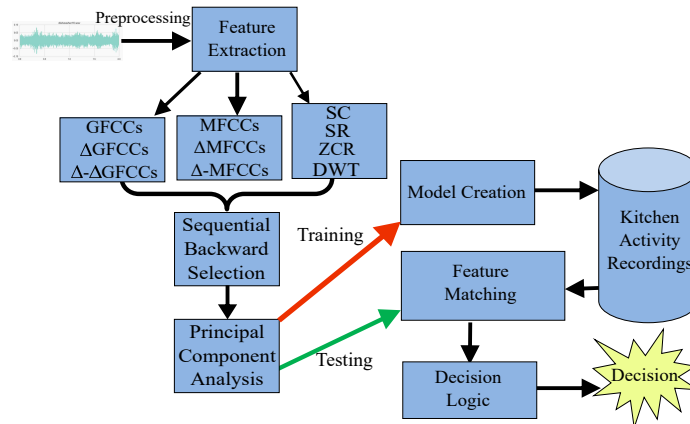 Preprocessing
Feature
Extraction
GFCCs
ΔGFCCs
Δ-ΔGFCCs
MFCCs
ΔMFCCs
Δ-MFCCs
SC
SR
ZCR
DWT
Sequential
Backward
Selection
Principal
Component
Analysis
Training
Testing
Model Creation
Kitchen
Activity
Recordings
Feature
Matching
Decision
Logic
Decision